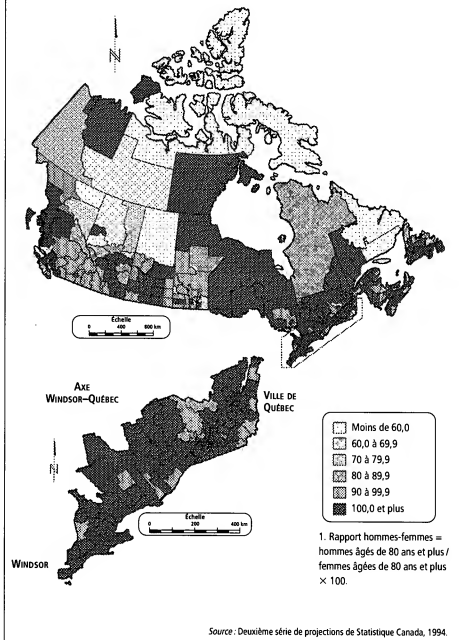 N
Échelle
0 400 800 km
AXE
WINDSOR–QUÉBEC
VILLE DE
QUÉBEC
N
Échelle
0 200 400 km
WINDSOR
Moins de 60,0
60,0 à 69,9
70 à 79,9
80 à 89,9
90 à 99,9
100,0 et plus
1. Rapport hommes-femmes =
hommes âgés de 80 ans et plus /
femmes âgées de 80 ans et plus
× 100.
Source : Deuxième série de projections de Statistique Canada, 1994.